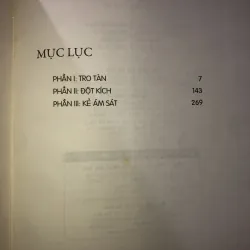 MỤC LỤC
PHẦN I: TRO TÀN 7
PHẦN II: ĐỘT KÍCH 143
PHẦN III: KẺ ÁM SÁT 269